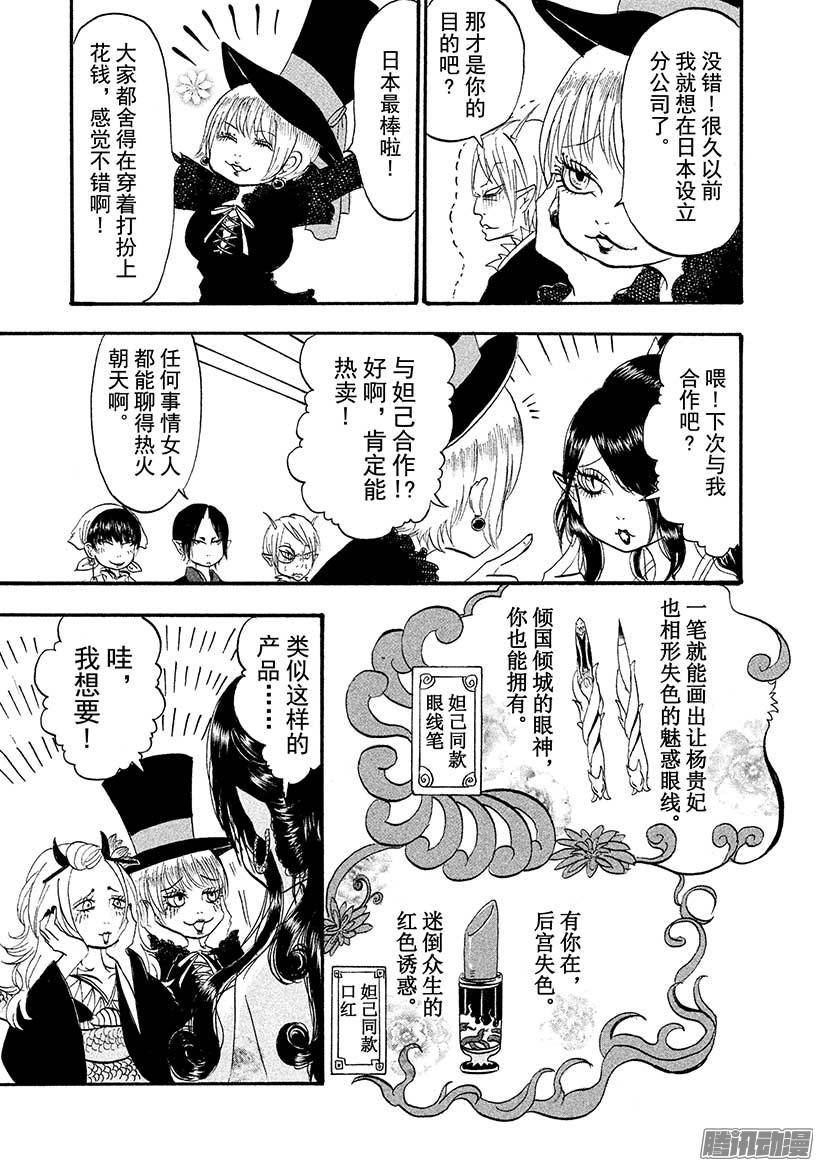 没错！很久以前
我就想在日本设立
分公司了。
那才是你的
目的吧？
日本最棒啦！
大家都舍得在穿着打扮上
花钱，感觉不错啊！
喂！下次与我
合作吧？
与妲己合作!?
好啊，肯定能
热卖！
任何事情女人
都能聊得热火
朝天啊。
一笔就能画出让杨贵妃
也相形失色的魅惑眼线。
倾国倾城的眼神，
你也能拥有。
妲己同款
眼线笔
有你在，
后宫失色。
迷倒众生的
红色诱惑。
妲己同款
口红
类似这样的
产品……
哇，
我想要！
腾讯动漫